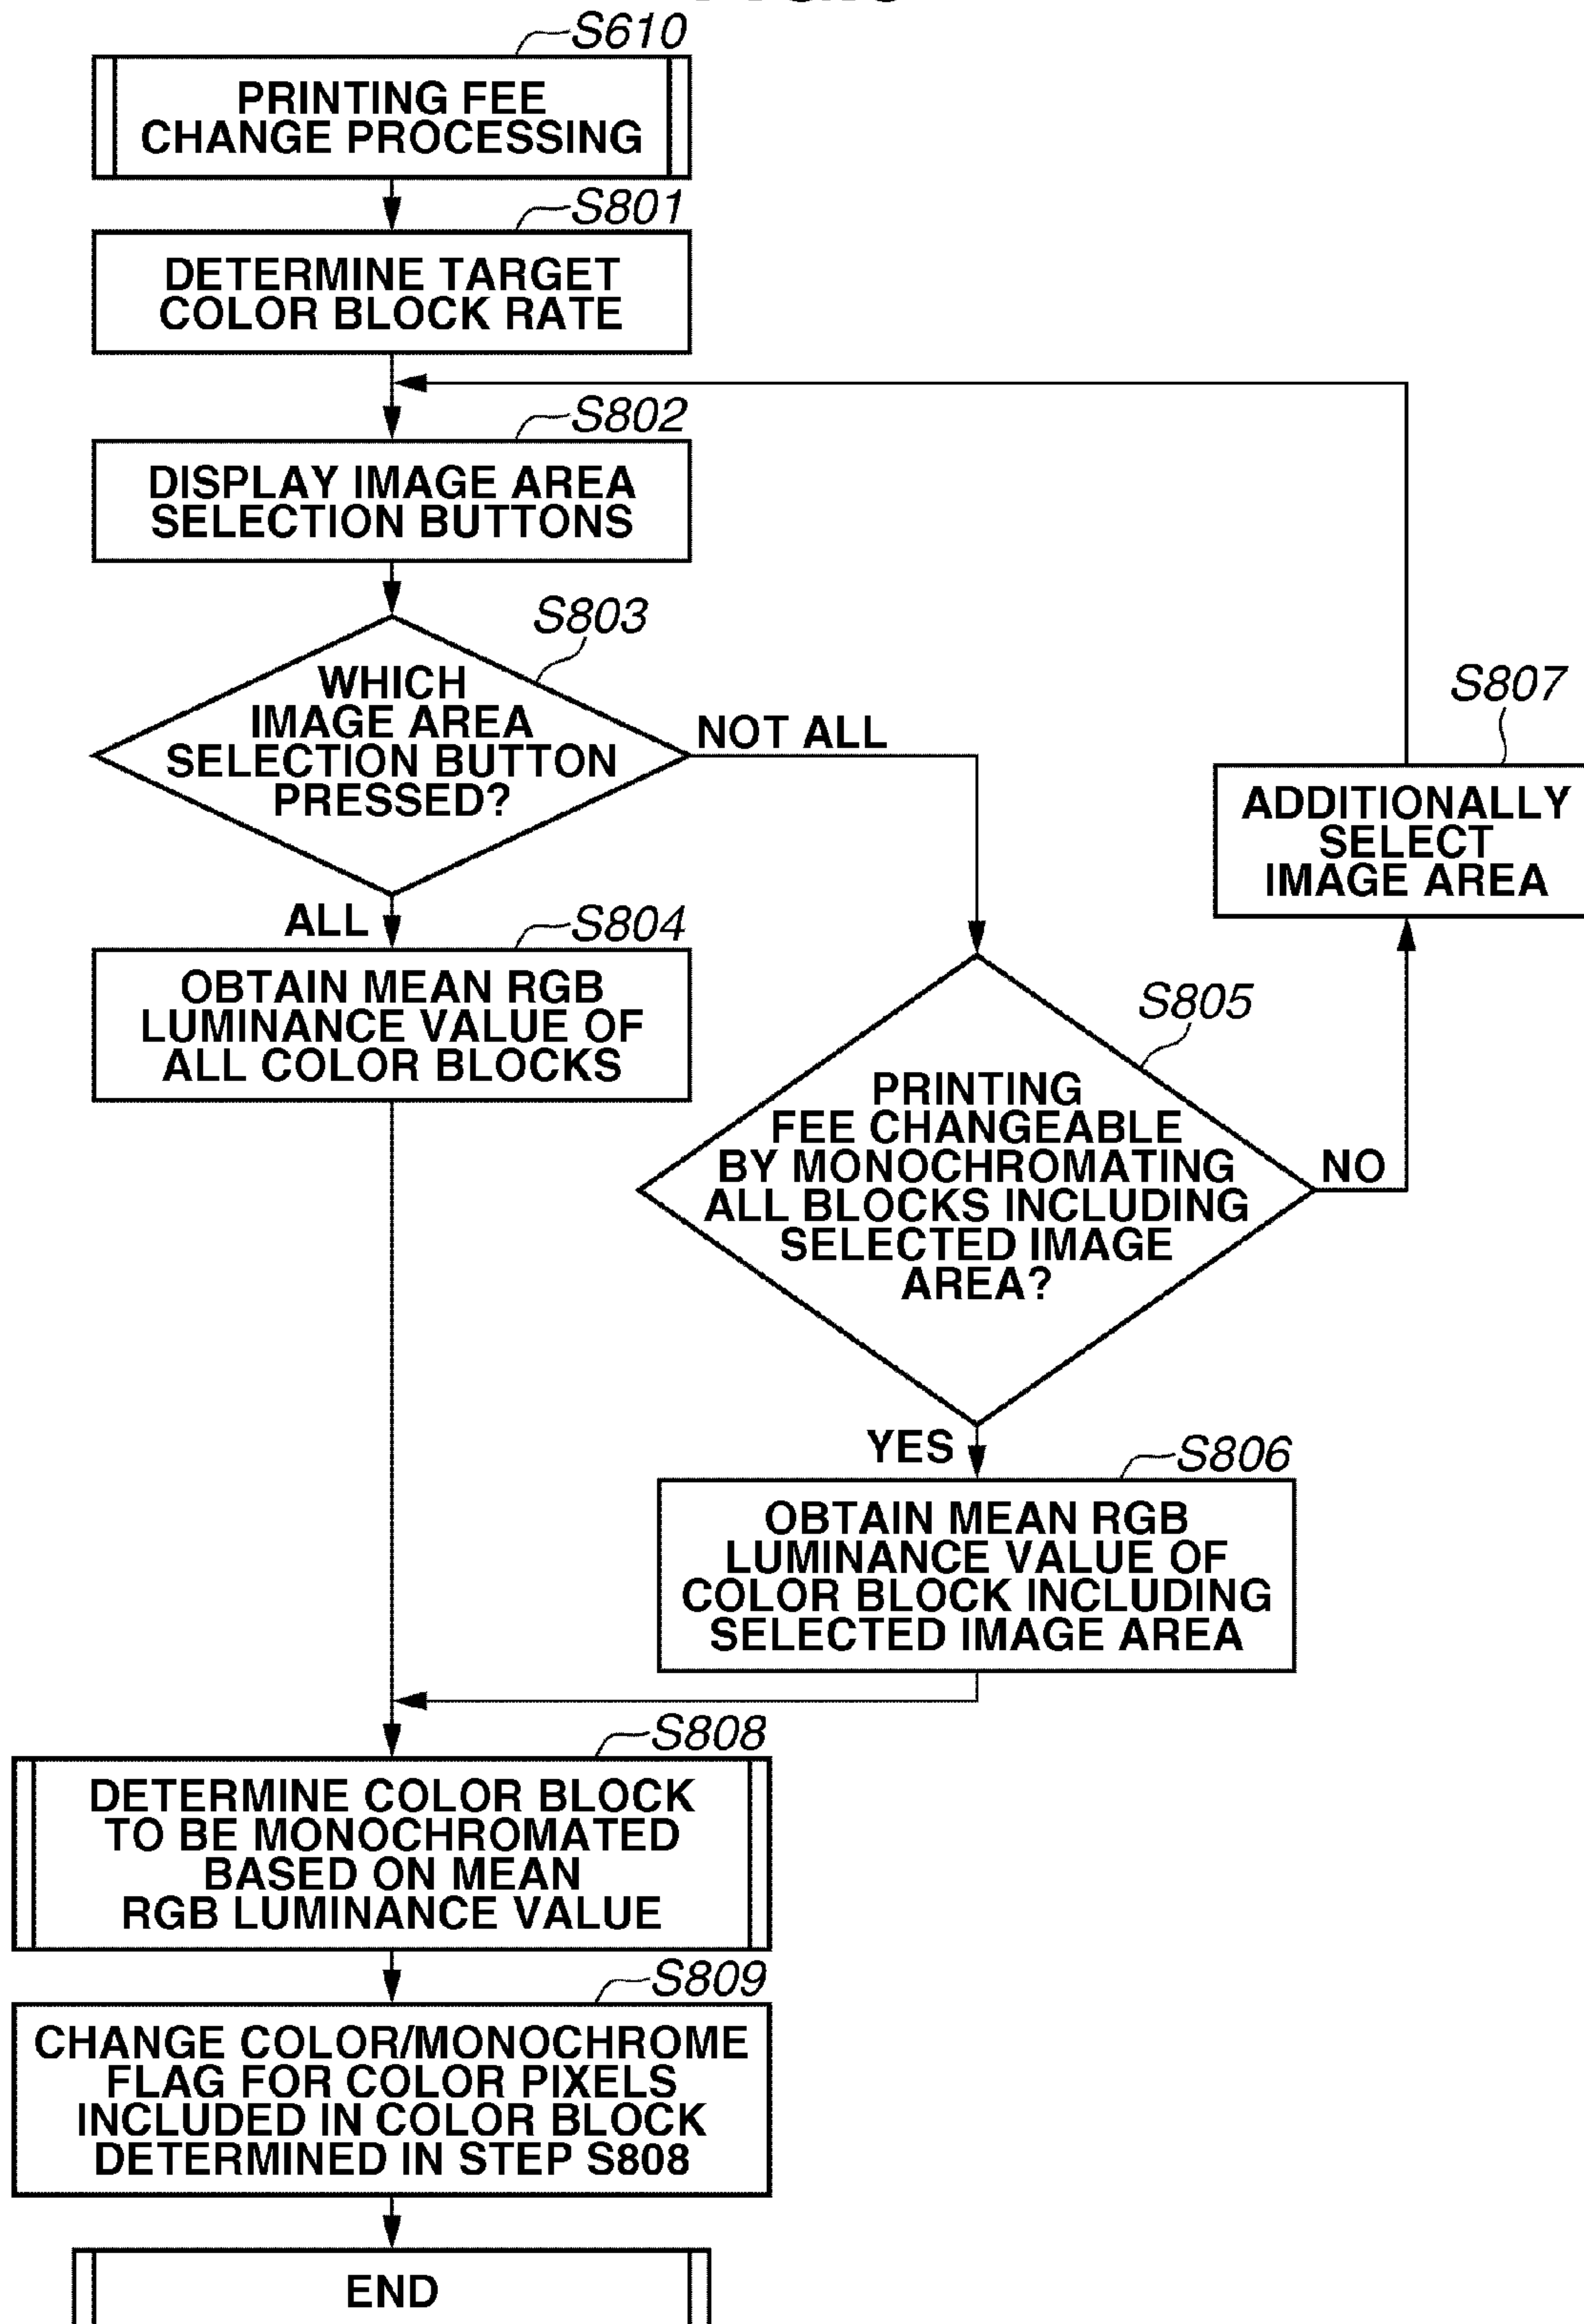 S610
PRINTING FEE
CHANGE PROCESSING
S801
DETERMINE TARGET
COLOR BLOCK RATE
S802
DISPLAY IMAGE AREA
SELECTION BUTTONS
S803
WHICH
IMAGE AREA
SELECTION BUTTON
PRESSED?
NOT ALL
S807
ADDITIONALLY
SELECT
IMAGE AREA
ALL
S804
OBTAIN MEAN RGB
LUMINANCE VALUE OF
ALL COLOR BLOCKS
S805
PRINTING
FEE CHANGEABLE
BY MONOCHROMATING
ALL BLOCKS INCLUDING
SELECTED IMAGE
AREA?
NO
YES
S806
OBTAIN MEAN RGB
LUMINANCE VALUE OF
COLOR BLOCK INCLUDING
SELECTED IMAGE AREA
S808
DETERMINE COLOR BLOCK
TO BE MONOCHROMATED
BASED ON MEAN
RGB LUMINANCE VALUE
S809
CHANGE COLOR/MONOCHROME
FLAG FOR COLOR PIXELS
INCLUDED IN COLOR BLOCK
DETERMINED IN STEP S808
END